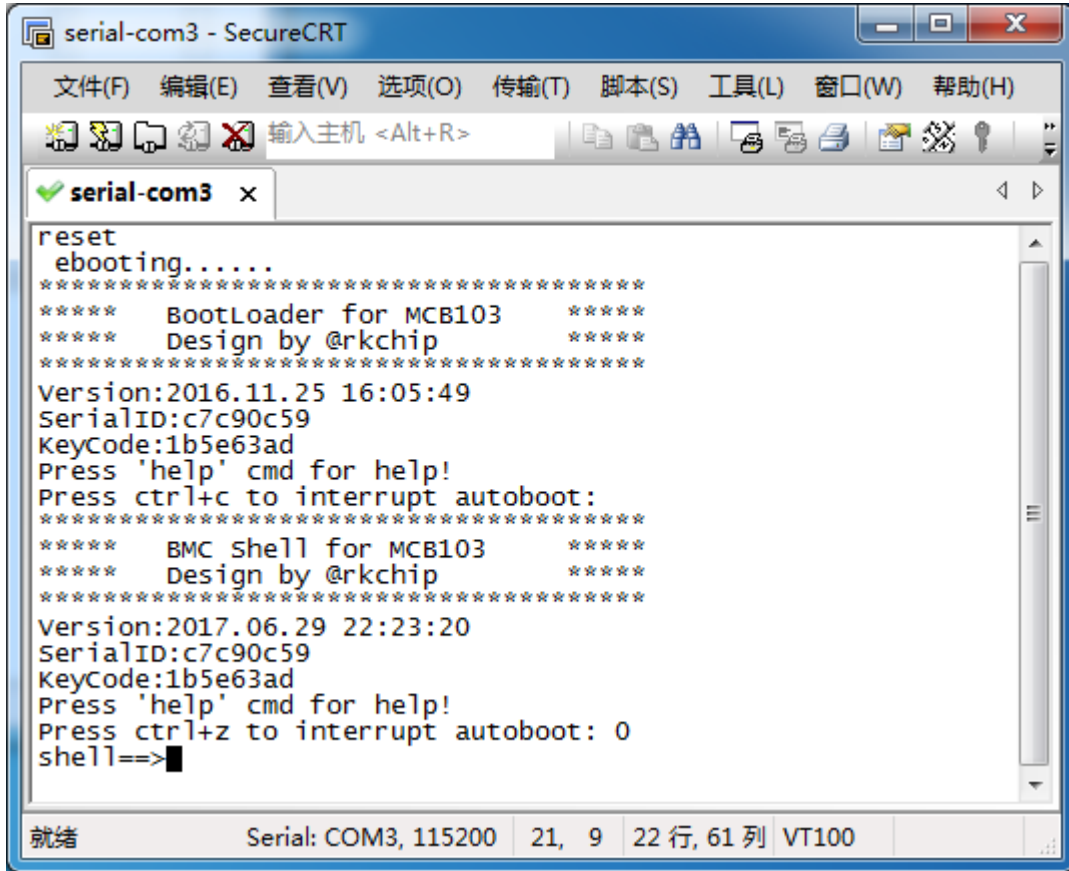 serial-com3 - SecureCRT
文件(F) 编辑(E) 查看(V) 选项(O) 传输(T) 脚本(S) 工具(L) 窗口(W) 帮助(H)
输入主机 <Alt+R>
serial-com3 x
reset
 ebooting......
**************************************
*****   BootLoader for MCB103    *****
*****   Design by @rkchip        *****
**************************************
Version:2016.11.25 16:05:49
SerialID:c7c90c59
KeyCode:1b5e63ad
Press 'help' cmd for help!
Press ctrl+c to interrupt autoboot:
**************************************
*****   BMC Shell for MCB103     *****
*****   Design by @rkchip        *****
**************************************
Version:2017.06.29 22:23:20
SerialID:c7c90c59
KeyCode:1b5e63ad
Press 'help' cmd for help!
Press ctrl+z to interrupt autoboot: 0
shell==>
就绪 Serial: COM3, 115200 21, 9 22 行, 61 列 VT100